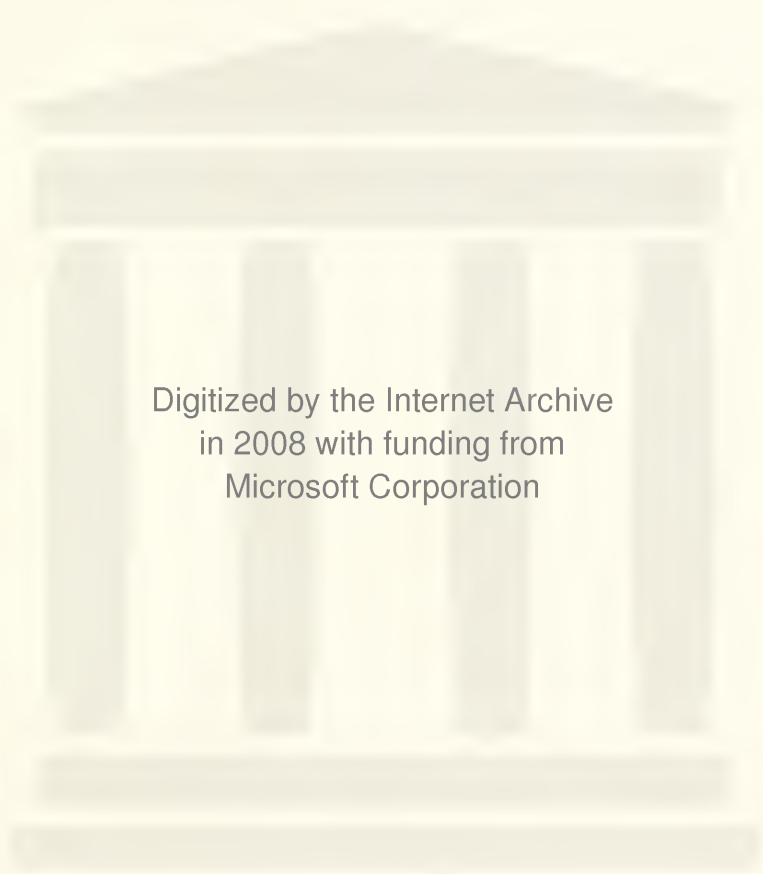 Digitized by the Internet Archive
in 2008 with funding from
Microsoft Corporation